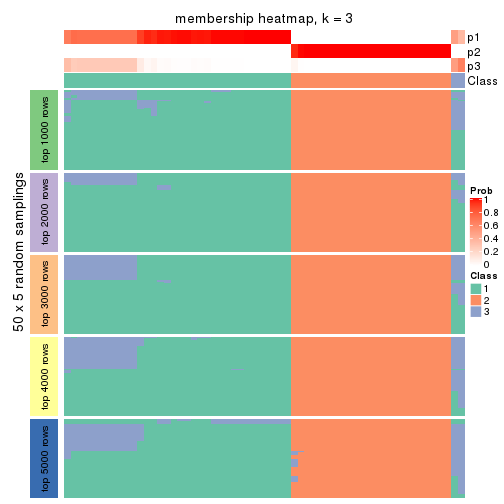 membership heatmap, k = 3
p1
p2
p3
Class
50 x 5 random samplings
top 1000 rows
top 2000 rows
top 3000 rows
top 4000 rows
top 5000 rows
Prob
1
0.8
0.6
0.4
0.2
0
Class
1
2
3